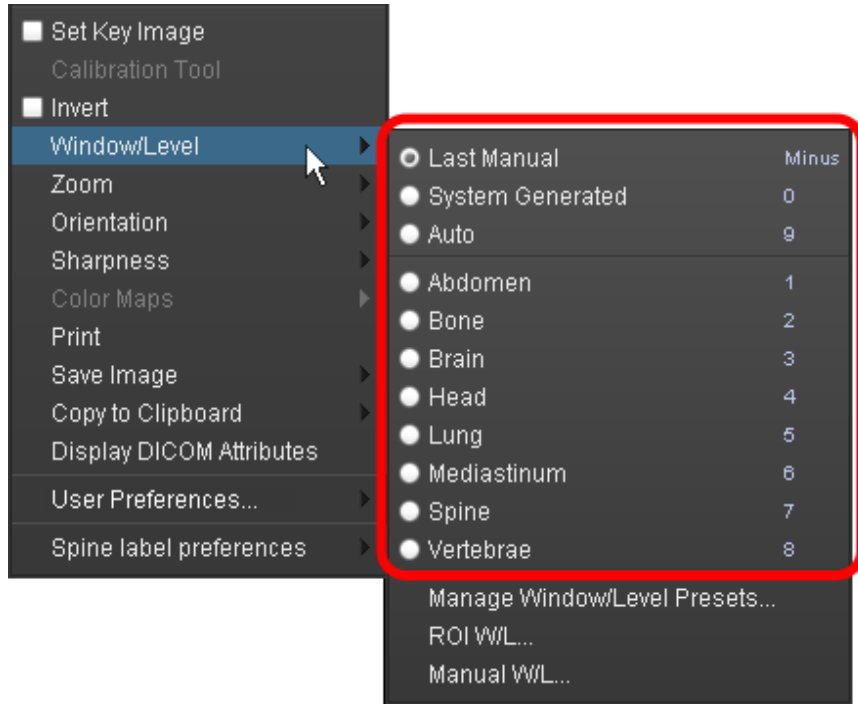 Set Key Image
Calibration Tool
Invert
Window/Level
Zoom
Orientation
Sharpness
Color Maps
Print
Save Image
Copy to Clipboard
Display DICOM Attributes
User Preferences...
Spine label preferences
Last Manual Minus
System Generated 0
Auto 9
Abdomen 1
Bone 2
Brain 3
Head 4
Lung 5
Mediastinum 6
Spine 7
Vertebrae 8
Manage Window/Level Presets...
ROI W/L...
Manual W/L...